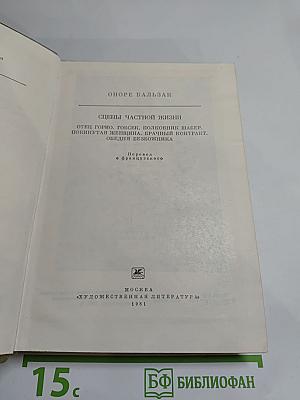 ОНОРЕ БАЛЬЗАК
СЦЕНЫ ЧАСТНОЙ ЖИЗНИ
ОТЕЦ ГОРИО, ГОБСЕК, ПОЛКОВНИК ШАБЕР,
ПОКИНУТАЯ ЖЕНЩИНА, БРАЧНЫЙ КОНТРАКТ,
ОБЕДНЯ БЕЗБОЖНИКА
Перевод
с французского
МОСКВА
«ХУДОЖЕСТВЕННАЯ ЛИТЕРАТУРА»
1981
15 с
БФ БИБЛИОФАН